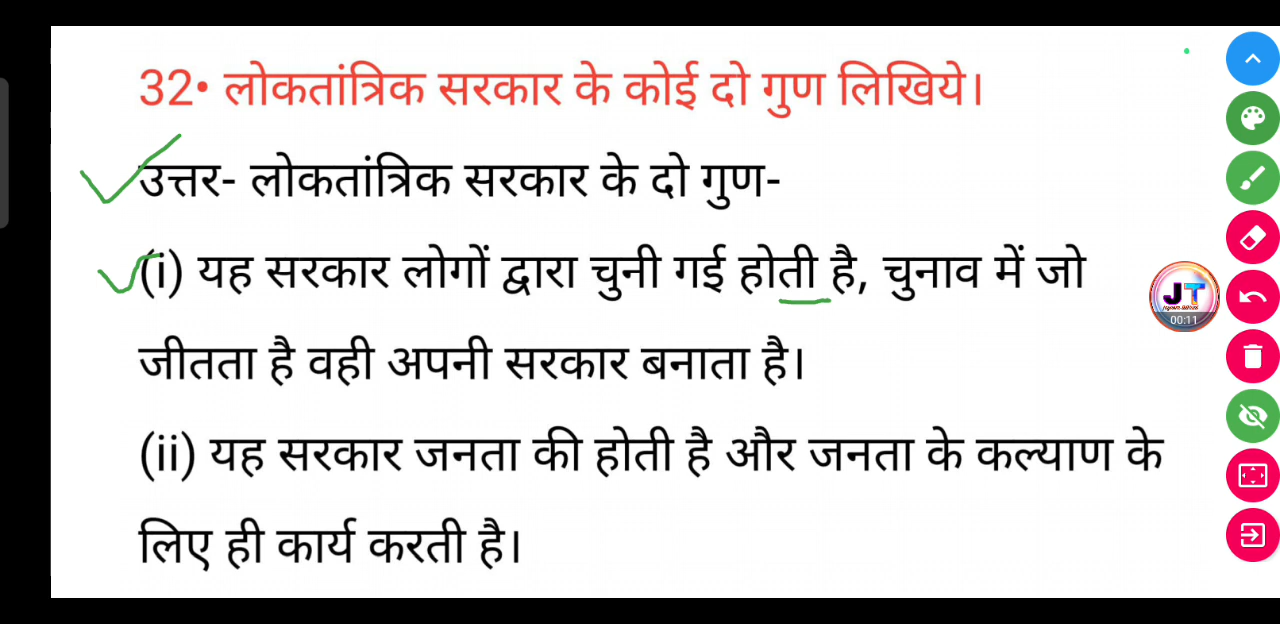 32• लोकतांत्रिक सरकार के कोई दो गुण लिखिये।
उत्तर- लोकतांत्रिक सरकार के दो गुण-
(i) यह सरकार लोगों द्वारा चुनी गई होती है, चुनाव में जो
JT
00:11
जीतता है वही अपनी सरकार बनाता है।
(ii) यह सरकार जनता की होती है और जनता के कल्याण के
लिए ही कार्य करती है।